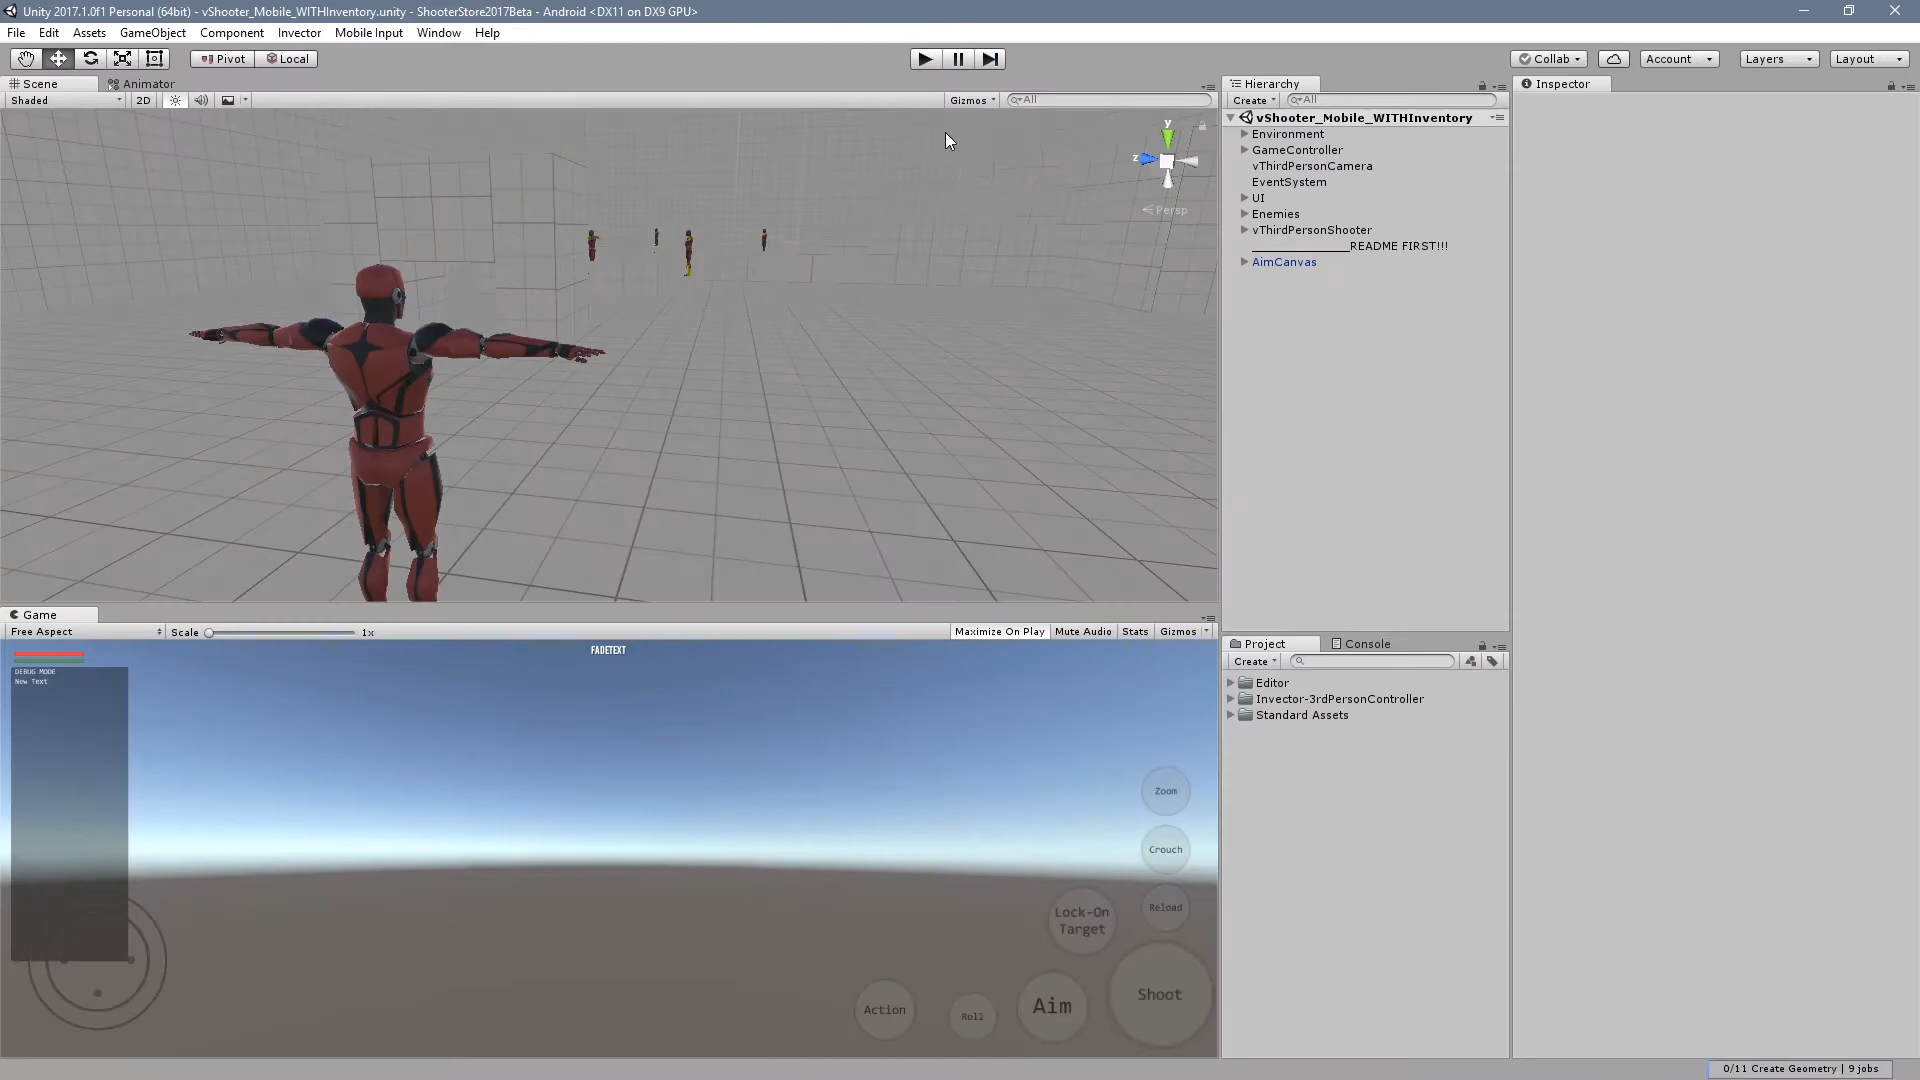 Unity 2017.1.0f1 Personal (64bit) - vShooter_Mobile_WITHInventory.unity - ShooterStore2017Beta - Android <DX11 on DX9 GPU>
File Edit Assets GameObject Component Invector Mobile Input Window Help
Pivot Local Collab Account Layers Layout
Scene Animator
Shaded 2D Gizmos All
y
z
Persp
Hierarchy
Create All
vShooter_Mobile_WITHInventory
Environment
GameController
vThirdPersonCamera
EventSystem
UI
Enemies
vThirdPersonShooter
______________README FIRST!!!
AimCanvas
Inspector
Game
Free Aspect Scale 1x Maximize On Play Mute Audio Stats Gizmos
FADETEXT
DEBUG MODE
New Text
Zoom
Crouch
Reload
Lock-On
Target
Shoot
Aim
Roll
Action
Project Console
Create
Editor
Invector-3rdPersonController
Standard Assets
0/11 Create Geometry | 9 jobs